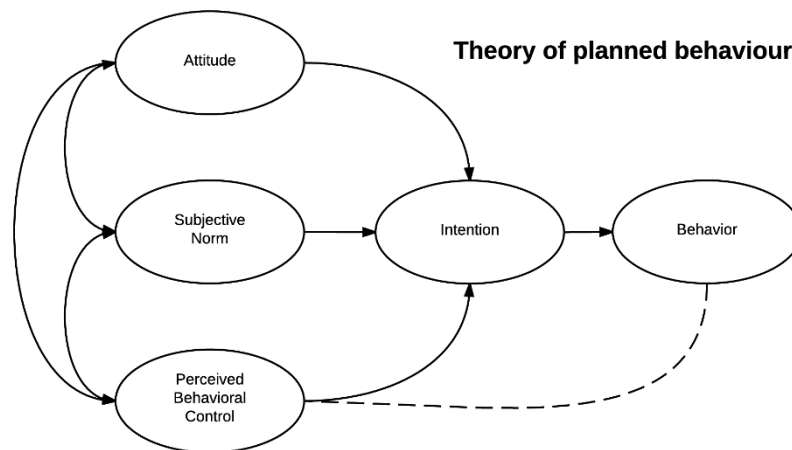 Theory of planned behaviour
Attitude
Subjective
Norm
Intention
Behavior
Perceived
Behavioral
Control